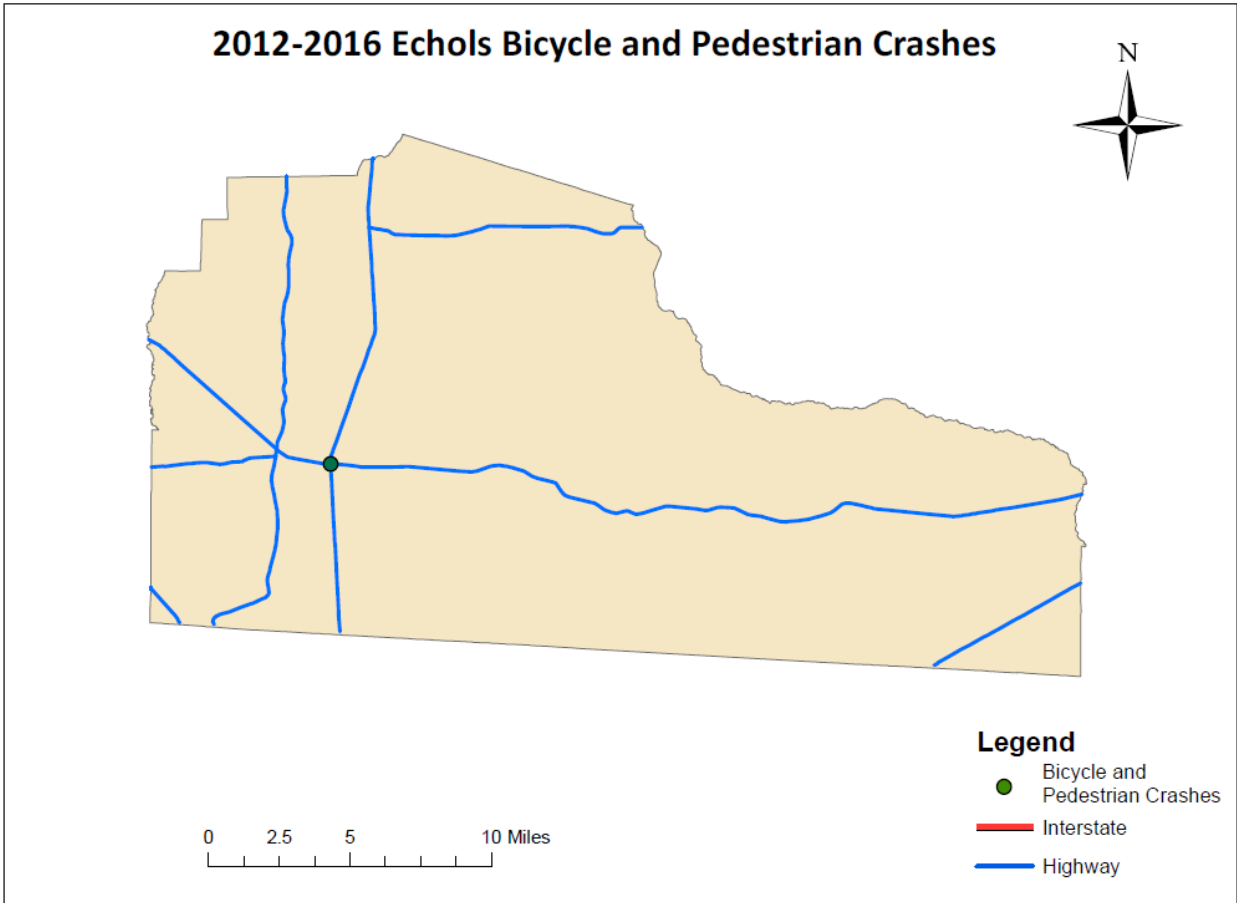 2012-2016 Echols Bicycle and Pedestrian Crashes
N
Legend
Bicycle and
Pedestrian Crashes
Interstate
Highway
0 2.5 5 10 Miles